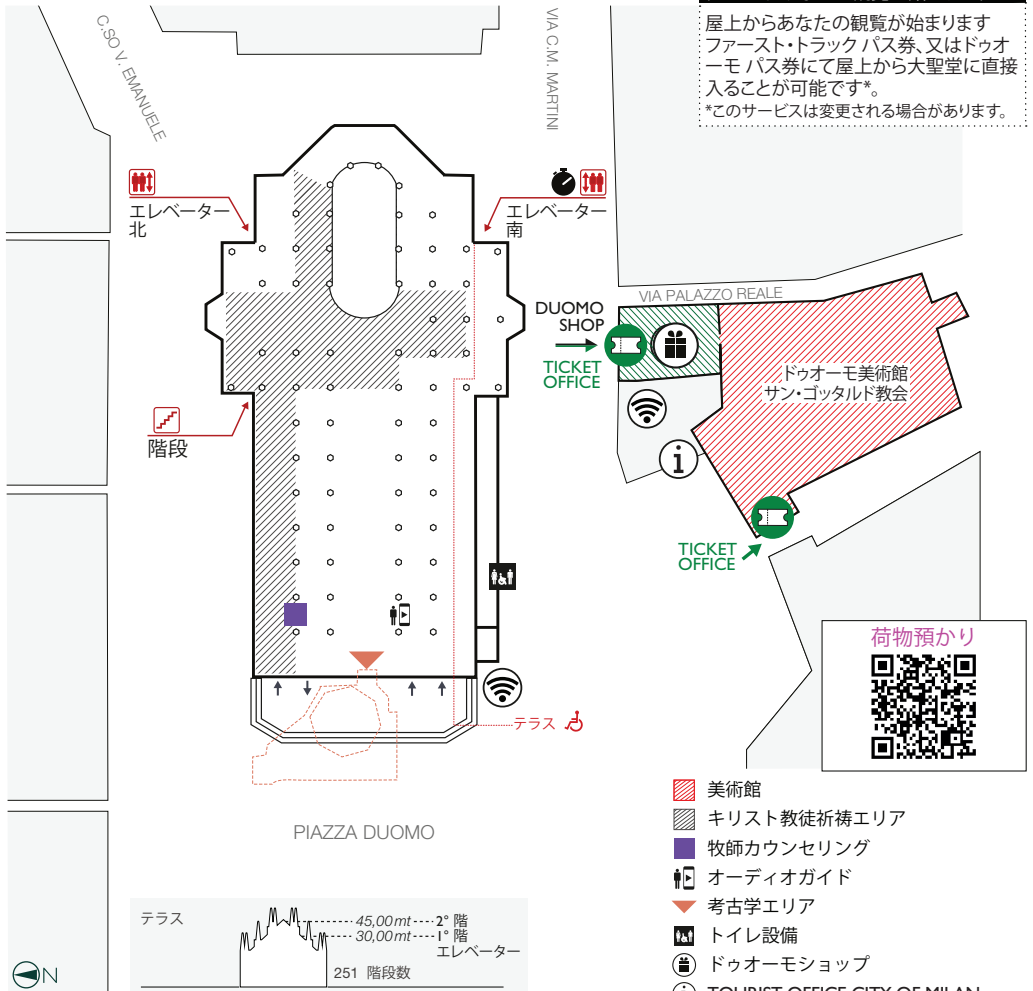 屋上からあなたの観覧が始まります
ファースト・トラック パス券、又はドゥオ
ーモ パス券にて屋上から大聖堂に直接
入ることが可能です*。
*このサービスは変更される場合があります。
C.SO V. EMANUELE
VIA C.M. MARTINI
エレベーター
北
エレベーター
南
VIA PALAZZO REALE
DUOMO
SHOP
TICKET
OFFICE
ドゥオーモ美術館
サン・ゴッタルド教会
階段
i
TICKET
OFFICE
荷物預かり
テラス
PIAZZA DUOMO
美術館
キリスト教徒祈祷エリア
牧師カウンセリング
オーディオガイド
考古学エリア
トイレ設備
ドゥオーモショップ
TOURIST OFFICE CITY OF MILAN
テラス
45,00mt 2° 階
30,00mt 1° 階
エレベーター
251 階段数
N